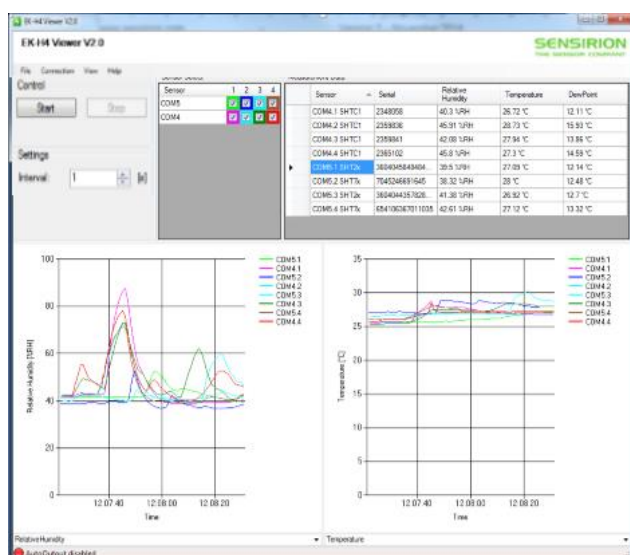 EK-H4 Viewer V2.0
EK-H4 Viewer V2.0
SENSIRION
THE SENSOR COMPANY
File Connection View Help
Control
Start Stop
Settings
Interval: 1 [s]
Sensor 1 2 3 4
COM5
COM4
Sensor Serial Relative Humidity Temperature DewPoint
COM4.1 SHTC1 2348058 40.3 %RH 26.72 °C 12.11 °C
COM4.2 SHTC1 2359836 45.91 %RH 28.73 °C 15.93 °C
COM4.3 SHTC1 2359841 42.08 %RH 27.94 °C 13.86 °C
COM4.4 SHTC1 2365102 45.8 %RH 27.3 °C 14.59 °C
COM5.1 SHT2x 39.5 %RH 27.09 °C 12.14 °C
COM5.2 SHT7x 7045246691645 38.32 %RH 28 °C 12.48 °C
COM5.3 SHT2x 41.38 %RH 26.82 °C 12.7 °C
COM5.4 SHT7x 42.61 %RH 27.12 °C 13.32 °C
100
80
60
40
20
0
Relative Humidity [%RH]
12:07:40 12:08:00 12:08:20
Time
COM5.1
COM4.1
COM5.2
COM4.2
COM5.3
COM4.3
COM5.4
COM4.4
35
30
25
20
15
10
5
0
Temperature [°C]
12:07:40 12:08:00 12:08:20
Time
COM5.1
COM4.1
COM5.2
COM4.2
COM5.3
COM4.3
COM5.4
COM4.4
RelativeHumidity Temperature
AutoOutput disabled